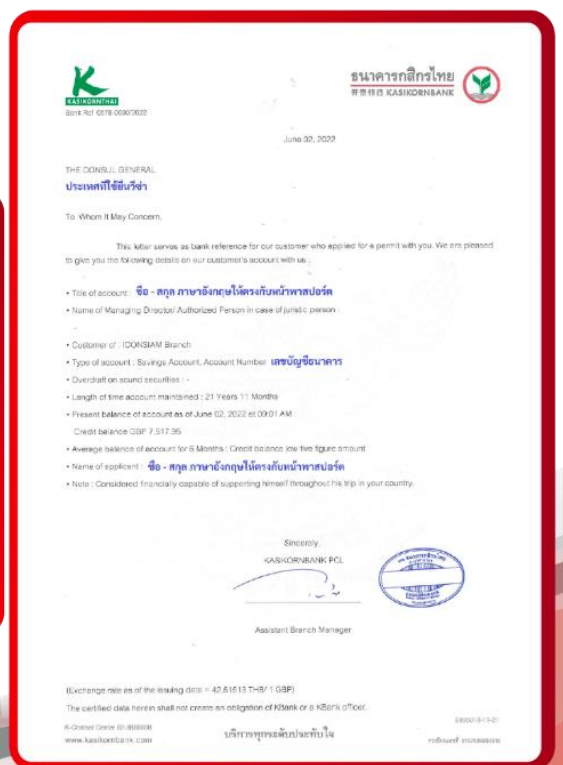 KASIKORNTHAI
ธนาคารกสิกรไทย
开泰银行 KASIKORNBANK
Bank Ref
June 02, 2022
THE CONSUL GENERAL
ประเทศที่ใช้ยื่นวีซ่า
To Whom It May Concern,
This letter serves as bank reference for our customer who applied for a permit with you. We are pleased
to give you the following details on our customer's account with us :
• Title of account : ชื่อ - สกุล ภาษาอังกฤษให้ตรงกับหน้าพาสปอร์ต
• Name of Managing Director/ Authorized Person in case of juristic person :
-
• Customer of : ICONSIAM Branch
• Type of account : Savings Account, Account Number เลขบัญชีธนาคาร
• Overdraft on sound securities : -
• Length of time account maintained : 21 Years 11 Months
• Present balance of account as of June 02, 2022 at 09:01 AM :
Credit balance GBP 7,517.95
• Average balance of account for 6 Months : Credit balance low five figure amount
• Name of applicant : ชื่อ - สกุล ภาษาอังกฤษให้ตรงกับหน้าพาสปอร์ต
• Note : Considered financially capable of supporting himself throughout his trip in your country.
Sincerely,
KASIKORNBANK PCL
Assistant Branch Manager
(Exchange rate as of the issuing date = 42.61613 THB/ 1 GBP)
The certified data herein shall not create an obligation of KBank or a KBank officer.
K-Contact Center 02-8888888
www.kasikornbank.com
บริการทุกระดับประทับใจ